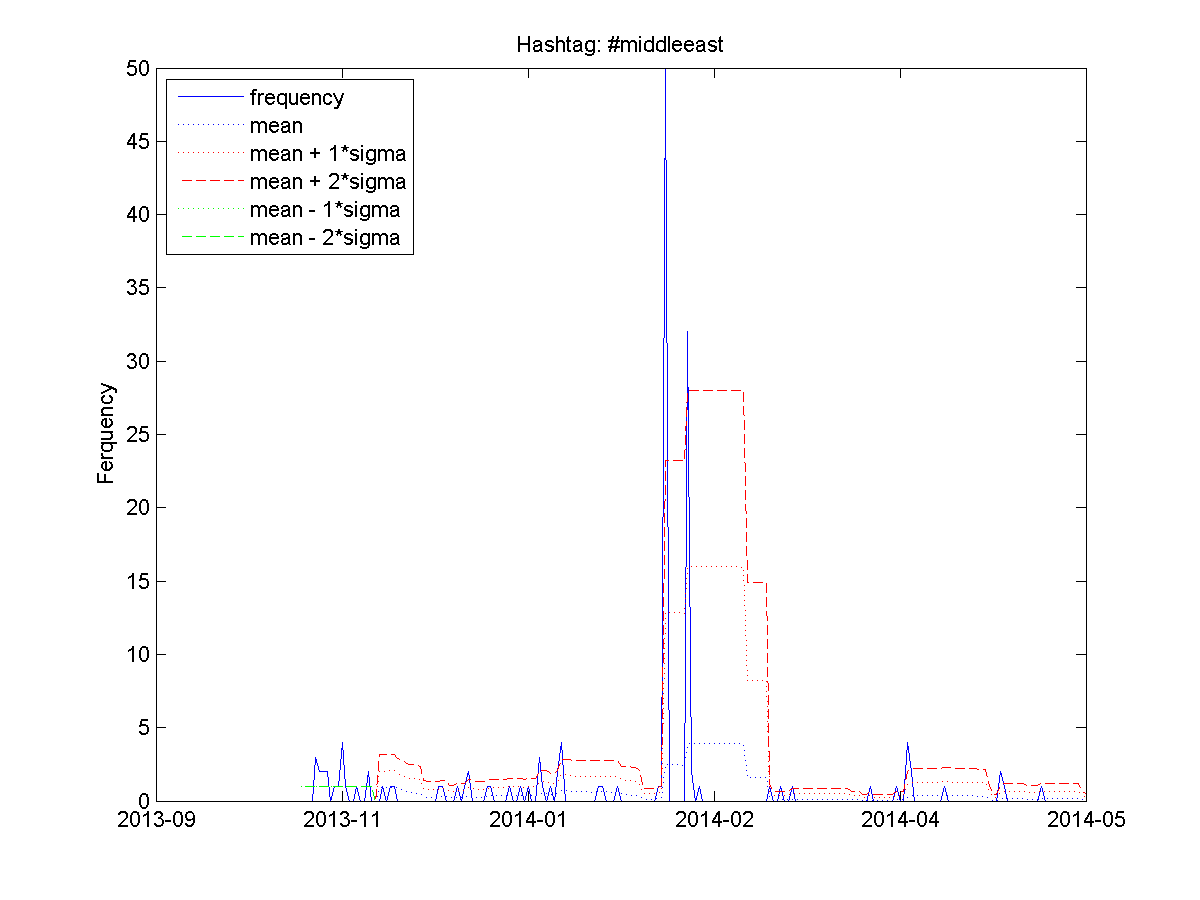 Hashtag: #middleeast
50
45
40
35
30
25
20
15
10
5
0
Ferquency
frequency
mean
mean + 1*sigma
mean + 2*sigma
mean - 1*sigma
mean - 2*sigma
2013-09 2013-11 2014-01 2014-02 2014-04 2014-05